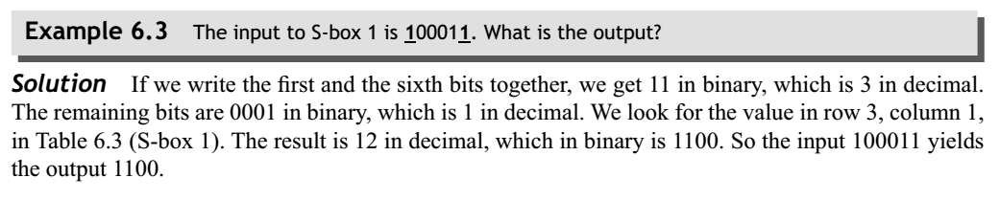 Example 6.3 The input to S-box 1 is 100011. What is the output?
Solution If we write the first and the sixth bits together, we get 11 in binary, which is 3 in decimal.
The remaining bits are 0001 in binary, which is 1 in decimal. We look for the value in row 3, column 1,
in Table 6.3 (S-box 1). The result is 12 in decimal, which in binary is 1100. So the input 100011 yields
the output 1100.